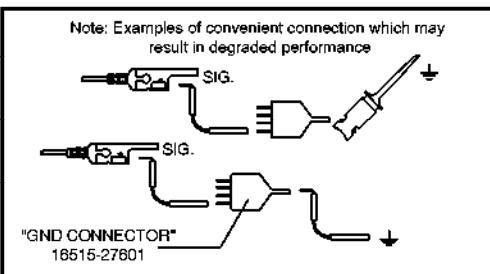 Note: Examples of convenient connection which may
result in degraded performance
SIG.
SIG.
"GND CONNECTOR"
16515-27601